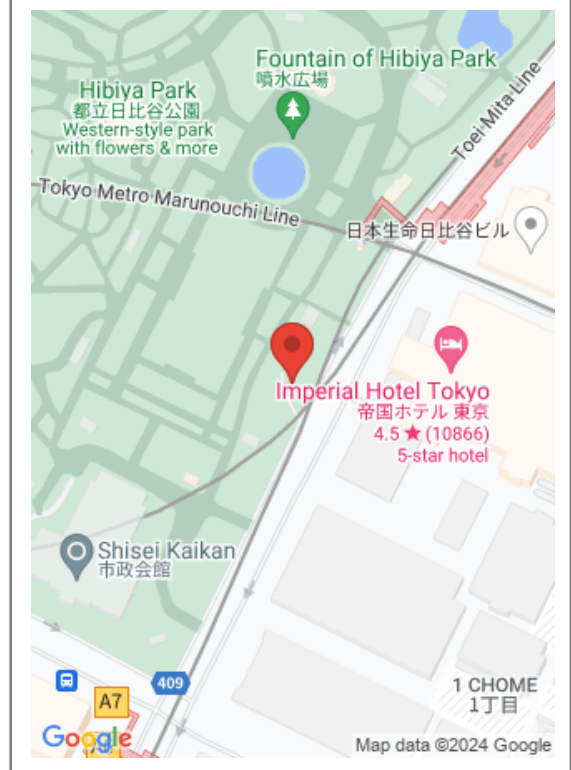 Fountain of Hibiya Park
噴水広場
Hibiya Park
都立日比谷公園
Western-style park
with flowers & more
Toei Mita Line
Tokyo Metro Marunouchi Line
日本生命日比谷ビル
Imperial Hotel Tokyo
帝国ホテル 東京
4.5 ★ (10866)
5-star hotel
Shisei Kaikan
市政会館
409
A7
1 CHOME
1丁目
Google
Map data ©2024 Google